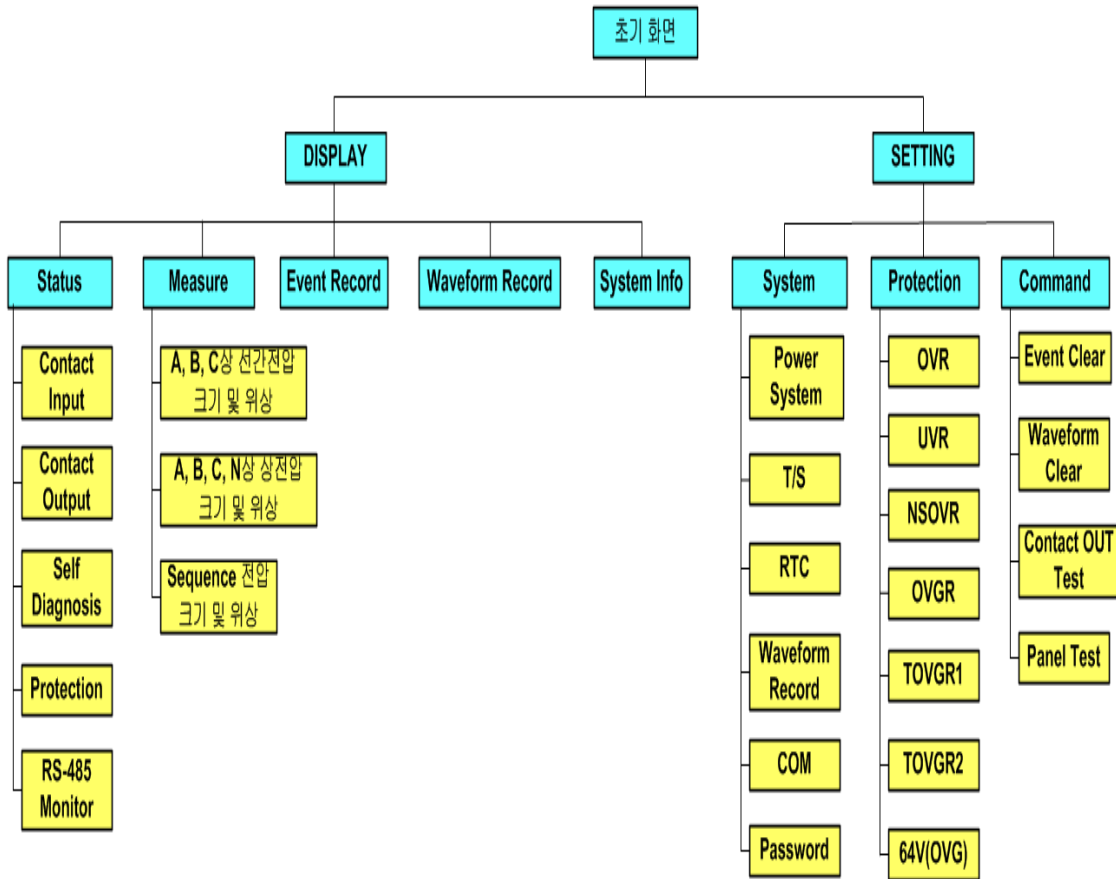 초기 화면
DISPLAY
SETTING
Status
Measure
Event Record
Waveform Record
System Info
System
Protection
Command
Contact
Input
Contact
Output
Self
Diagnosis
Protection
RS-485
Monitor
A, B, C상 선간전압
크기 및 위상
A, B, C, N상 상전압
크기 및 위상
Sequence 전압
크기 및 위상
Power
System
T/S
RTC
Waveform
Record
COM
Password
OVR
UVR
NSOVR
OVGR
TOVGR1
TOVGR2
64V(OVG)
Event Clear
Waveform
Clear
Contact OUT
Test
Panel Test